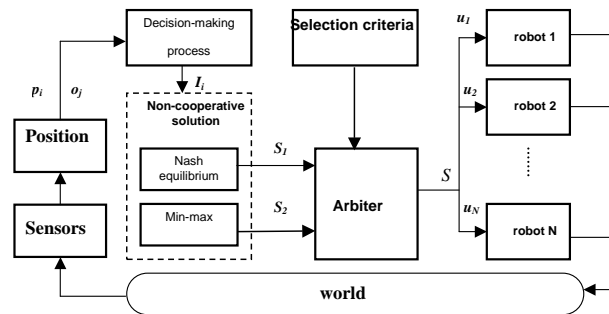 Decision-making
process
Selection criteria
u1
robot 1
pi
oj
Ii
Non-cooperative
solution
u2
robot 2
Position
Nash
equilibrium
S1
Arbiter
S
......
Sensors
Min-max
S2
uN
robot N
world